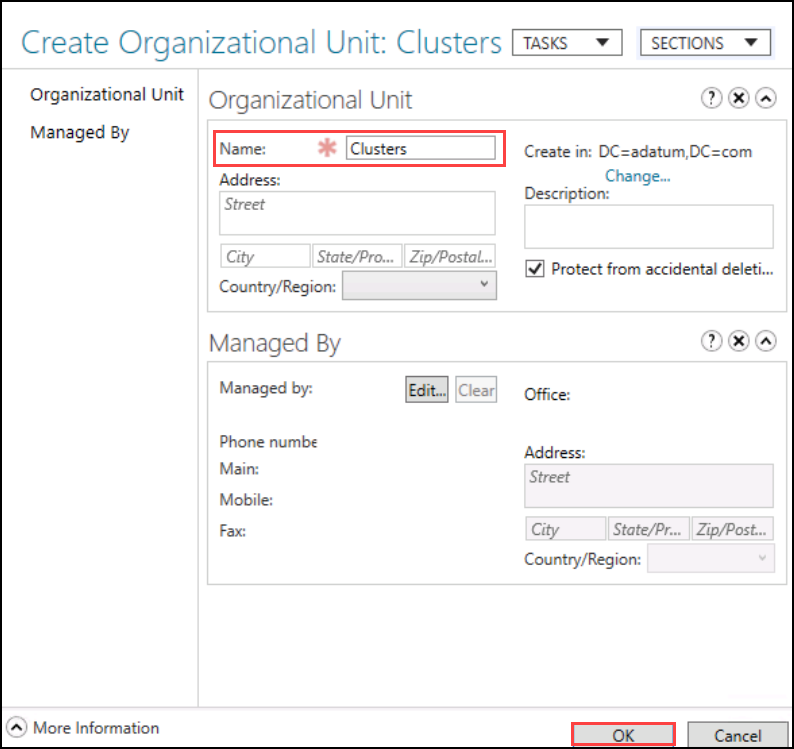 Create Organizational Unit: Clusters TASKS SECTIONS
Organizational Unit
Managed By
Organizational Unit ?
Name: * Clusters
Create in: DC=adatum,DC=com
Change...
Address:
Street
Description:
City State/Pro... Zip/Postal...
Protect from accidental deleti...
Country/Region:
Managed By ?
Managed by: Edit... Clear
Office:
Phone numbe
Main:
Mobile:
Fax:
Address:
Street
City State/Pr... Zip/Post...
Country/Region:
More Information
OK Cancel